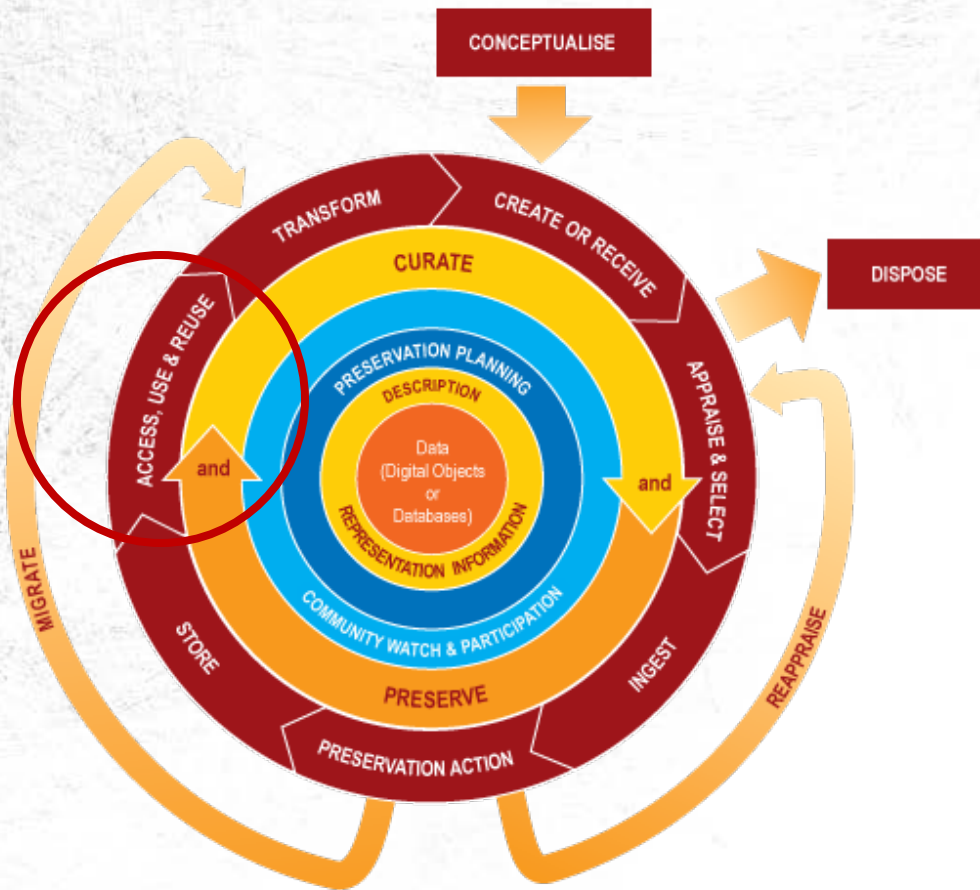 CONCEPTUALISE
TRANSFORM
CREATE OR RECEIVE
CURATE
DISPOSE
ACCESS, USE & REUSE
PRESERVATION PLANNING
DESCRIPTION
APPRAISE & SELECT
Data
(Digital Objects
or
Databases)
and
and
REPRESENTATION INFORMATION
COMMUNITY WATCH & PARTICIPATION
MIGRATE
STORE
INGEST
REAPPRAISE
PRESERVE
PRESERVATION ACTION